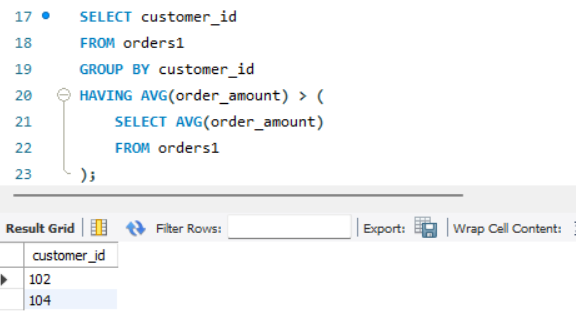 17 SELECT customer_id
18 FROM orders1
19 GROUP BY customer_id
20 HAVING AVG(order_amount) > (
21 SELECT AVG(order_amount)
22 FROM orders1
23 );
Result Grid Filter Rows: Export: Wrap Cell Content:
customer_id
102
104